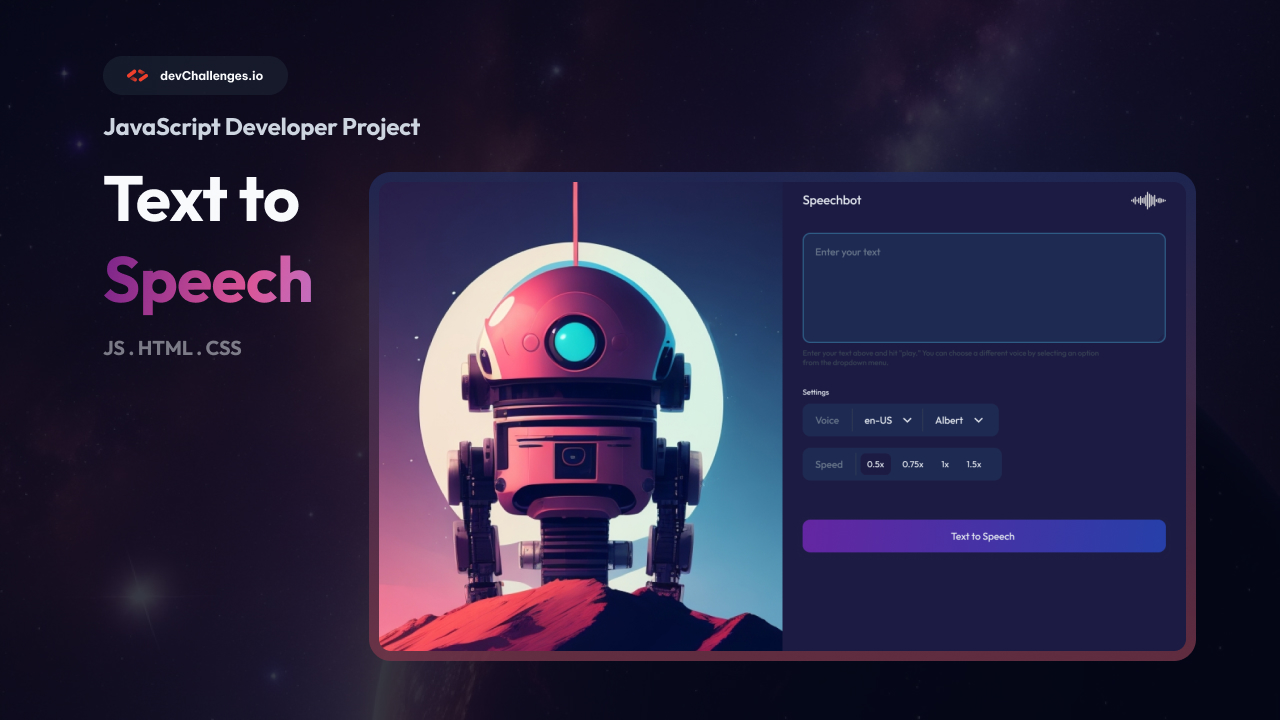 devChallenges.io
JavaScript Developer Project
Text to
Speech
JS . HTML . CSS
Speechbot
Enter your text
Enter your text above and hit "play." You can choose a different voice by selecting an option
from the dropdown menu.
Settings
Voice en-US Albert
Speed 0.5x 0.75x 1x 1.5x
Text to Speech